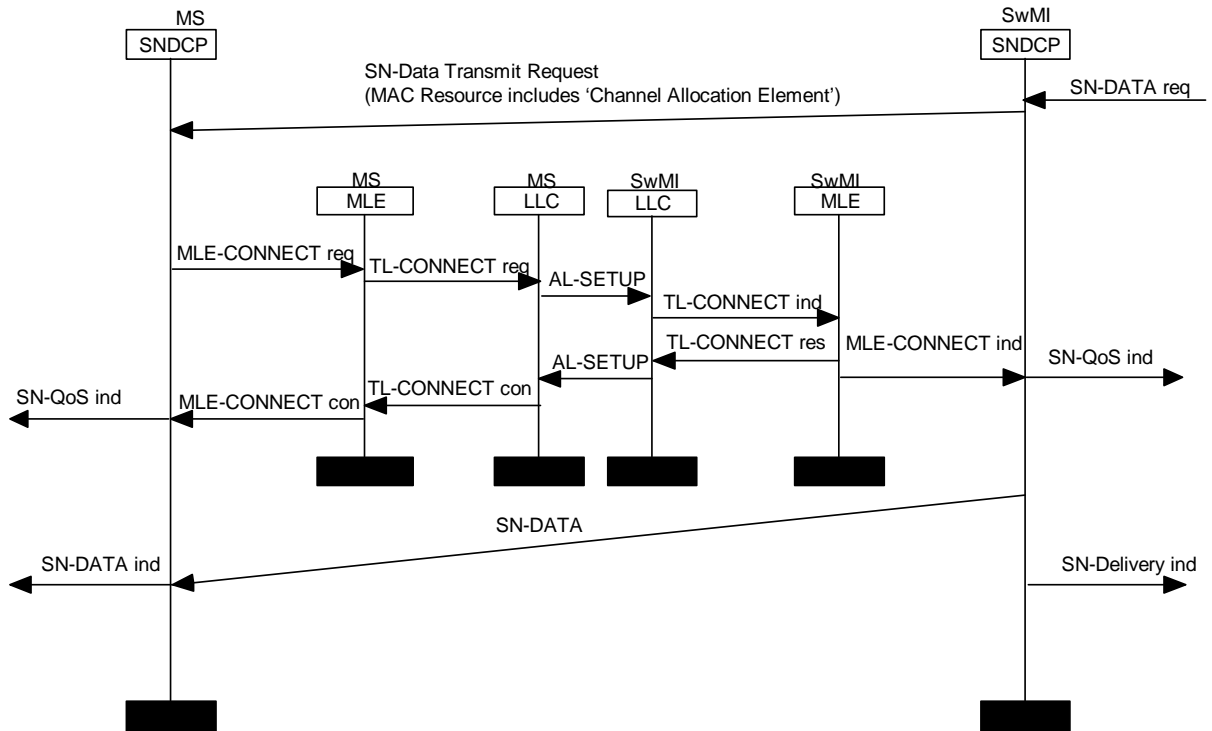 MS
SwMI
SNDCP
SNDCP
SN-Data Transmit Request
(MAC Resource includes ‘Channel Allocation Element’)
SN-DATA req
MS
MS
SwMI
SwMI
MLE
LLC
LLC
MLE
MLE-CONNECT req
TL-CONNECT req
AL-SETUP
TL-CONNECT ind
TL-CONNECT res
MLE-CONNECT ind
SN-QoS ind
AL-SETUP
TL-CONNECT con
SN-QoS ind
MLE-CONNECT con
SN-DATA
SN-DATA ind
SN-Delivery ind